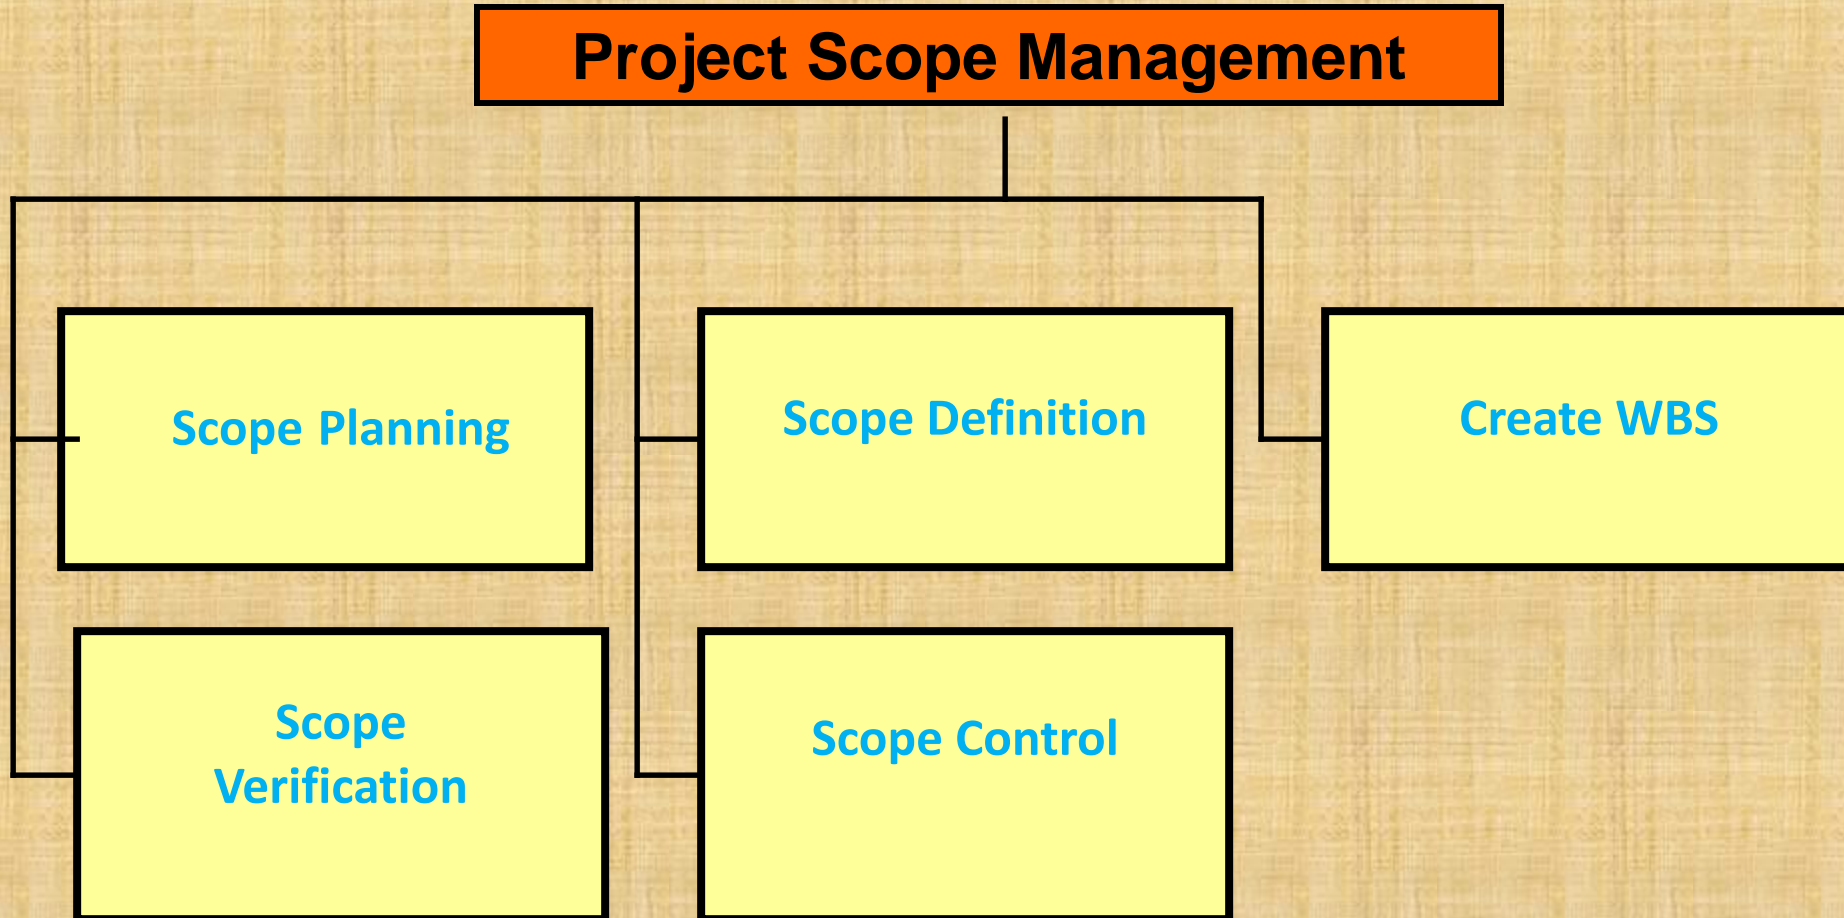 Project Scope Management
Scope Planning
Scope Definition
Create WBS
Scope
Verification
Scope Control